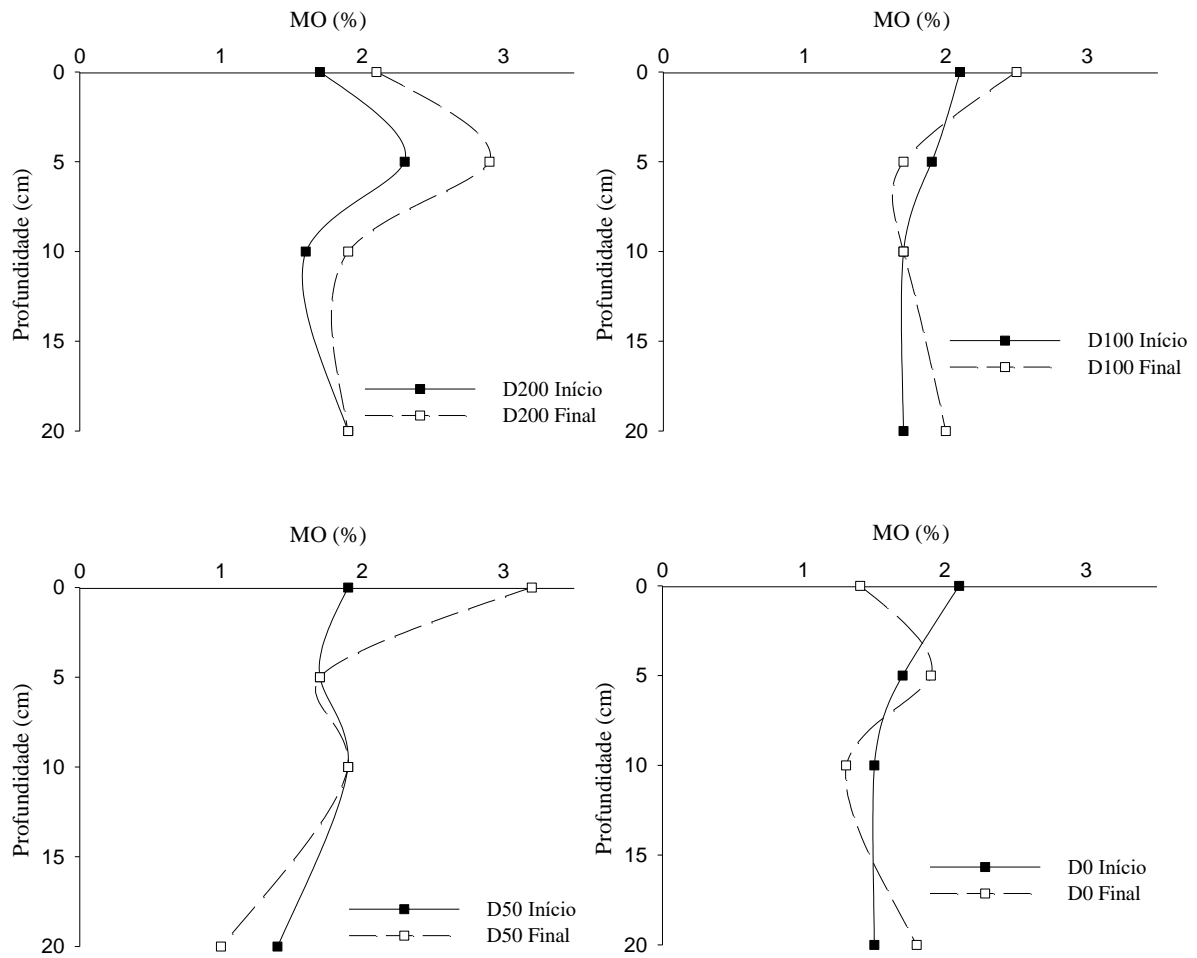 MO (%)
0 1 2 3
0
5
10
15
20
Profundidade (cm)
D200 Início
D200 Final
MO (%)
0 1 2 3
0
5
10
15
20
Profundidade (cm)
D100 Início
D100 Final
MO (%)
0 1 2 3
0
5
10
15
20
Profundidade (cm)
D50 Início
D50 Final
MO (%)
0 1 2 3
0
5
10
15
20
Profundidade (cm)
D0 Início
D0 Final